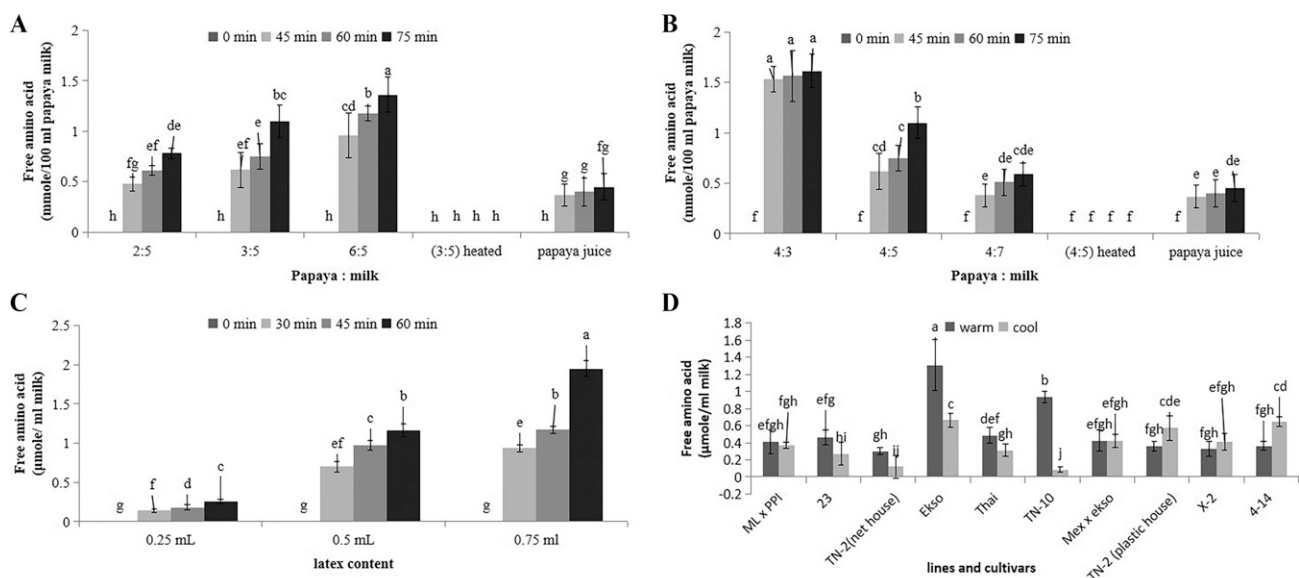 A
0 min 45 min 60 min 75 min
Free amino acid
(mmole/100 ml papaya milk)
2
1.5
1
0.5
0
h fg ef de
h ef e bc
h cd b a
h h h h
h g g fg
2:5 3:5 6:5 (3:5) heated papaya juice
Papaya : milk
B
0 min 45 min 60 min 75 min
Free amino acid
(mmole/100 ml papaya milk)
2
1.5
1
0.5
0
f a a a
f cd c b
f e de cde
f f f f
f e e de
4:3 4:5 4:7 (4:5) heated papaya juice
Papaya : milk
C
0 min 30 min 45 min 60 min
Free amino acid
(µmole/ ml milk)
2.5
2
1.5
1
0.5
0
g f d c
g ef c b
g e b a
0.25 mL 0.5 mL 0.75 ml
latex content
D
warm cool
Free amino acid
(µmole/ml milk)
1.8
1.6
1.4
1.2
1
0.8
0.6
0.4
0.2
0
-0.2
efgh fgh
efg hi
gh ij
a c
def gh
b j
efgh efgh
fgh cde
fgh efgh
fgh cd
ML x PPI
23
TN-2(net house)
Ekso
Thai
TN-10
Mex x ekso
TN-2 (plastic house)
X-2
4-14
lines and cultivars